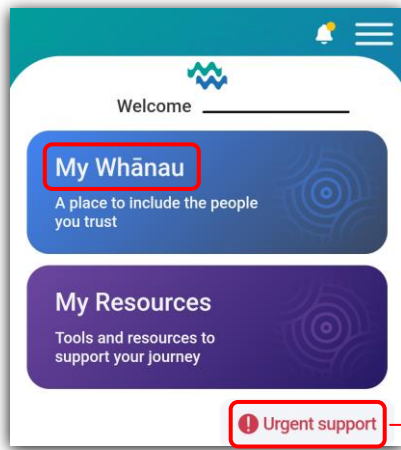 Welcome
My Whānau
A place to include the people
you trust
My Resources
Tools and resources to
support your journey
Urgent support